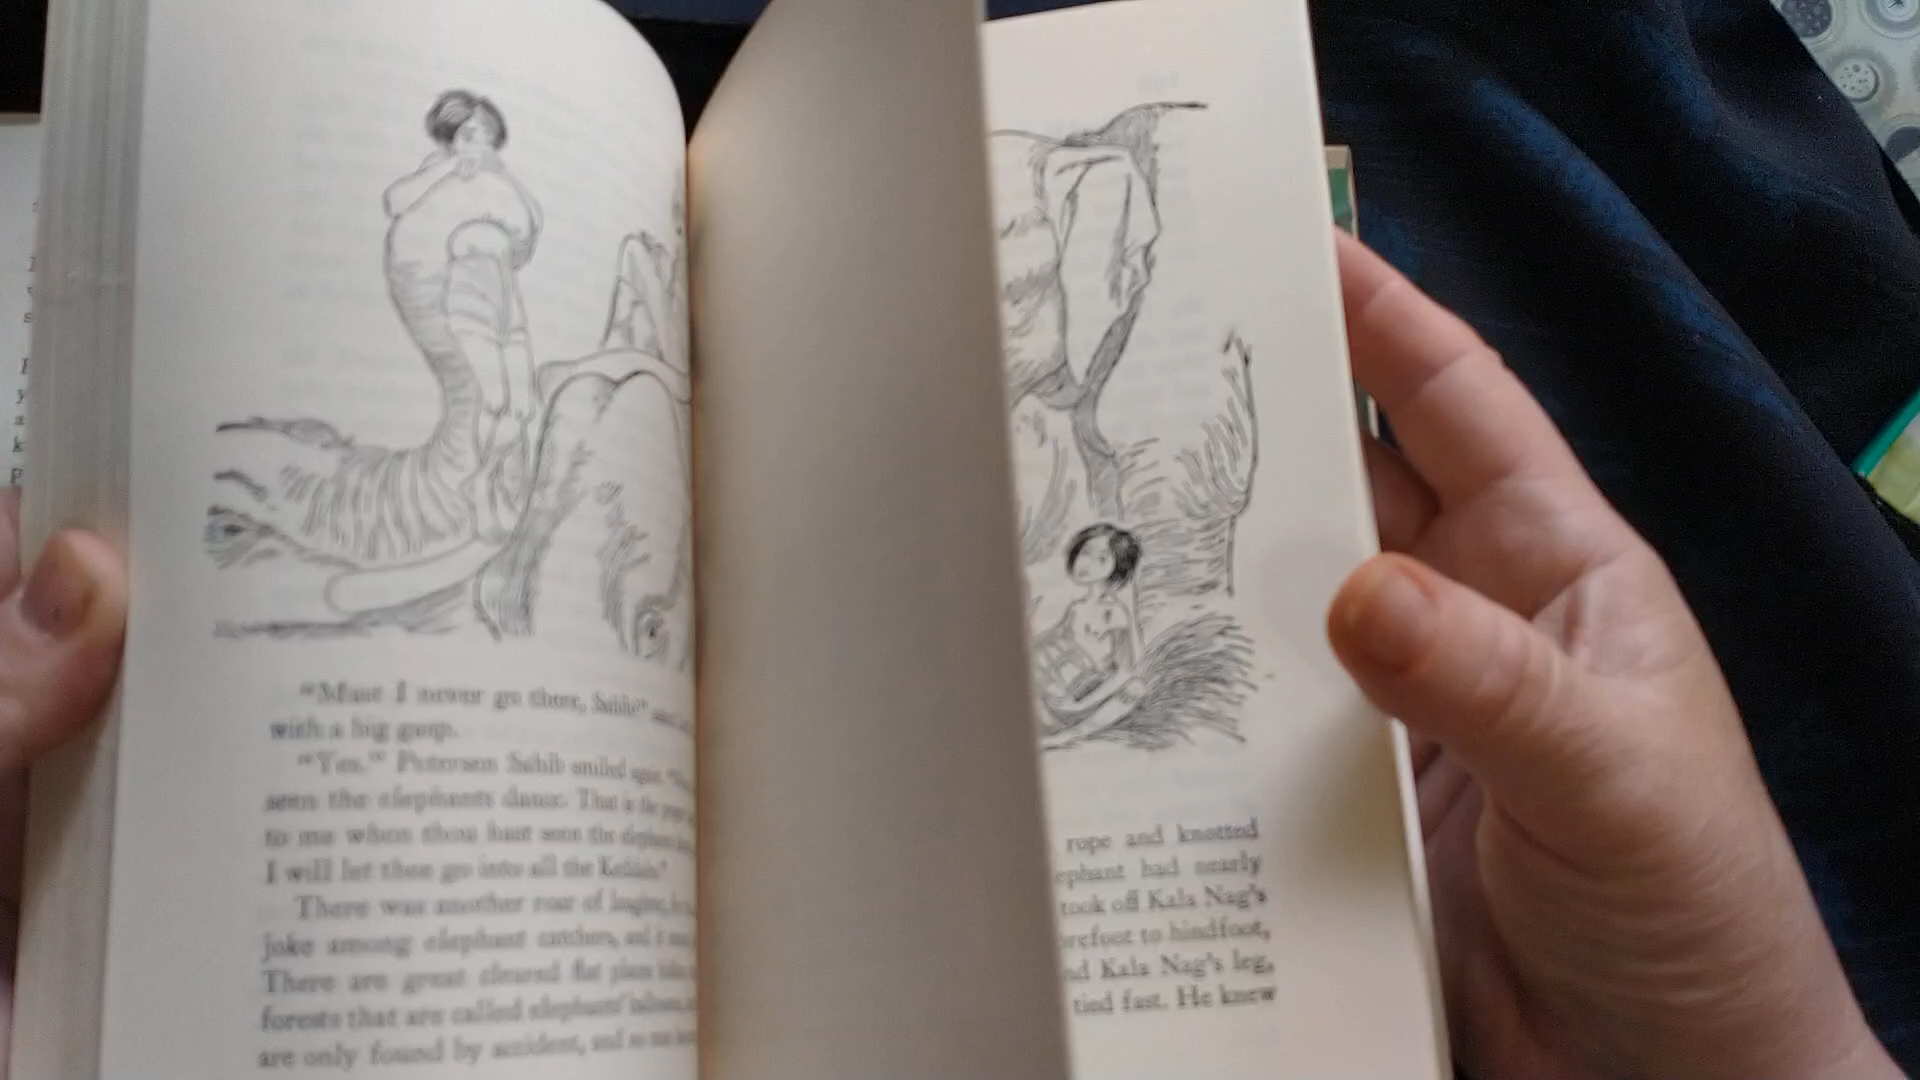 "Must I never go there, Sahib?"
with a big gasp.
"Yes." Petersen Sahib smiled again.
seen the elephants dance. That is the
to me when thou hast seen the
I will let thee go into all the Keddahs."
There was another roar of
joke among elephant catchers, and it
There are great cleared flat places
forests that are called elephants'
are only found by accident, and
rope and knotted
ephant had nearly
took off Kala Nag's
orefoot to hindfoot,
nd Kala Nag's leg,
tied fast. He knew